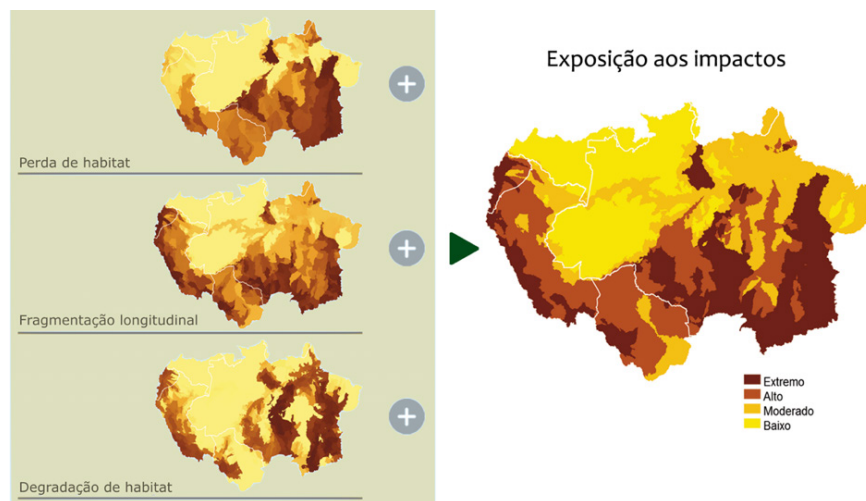 Perda de habitat
Fragmentação longitudinal
Degradação de habitat
Exposição aos impactos
Extremo
Alto
Moderado
Baixo